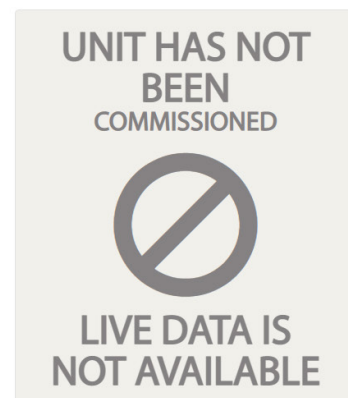 UNIT HAS NOT
BEEN
COMMISSIONED
LIVE DATA IS
NOT AVAILABLE